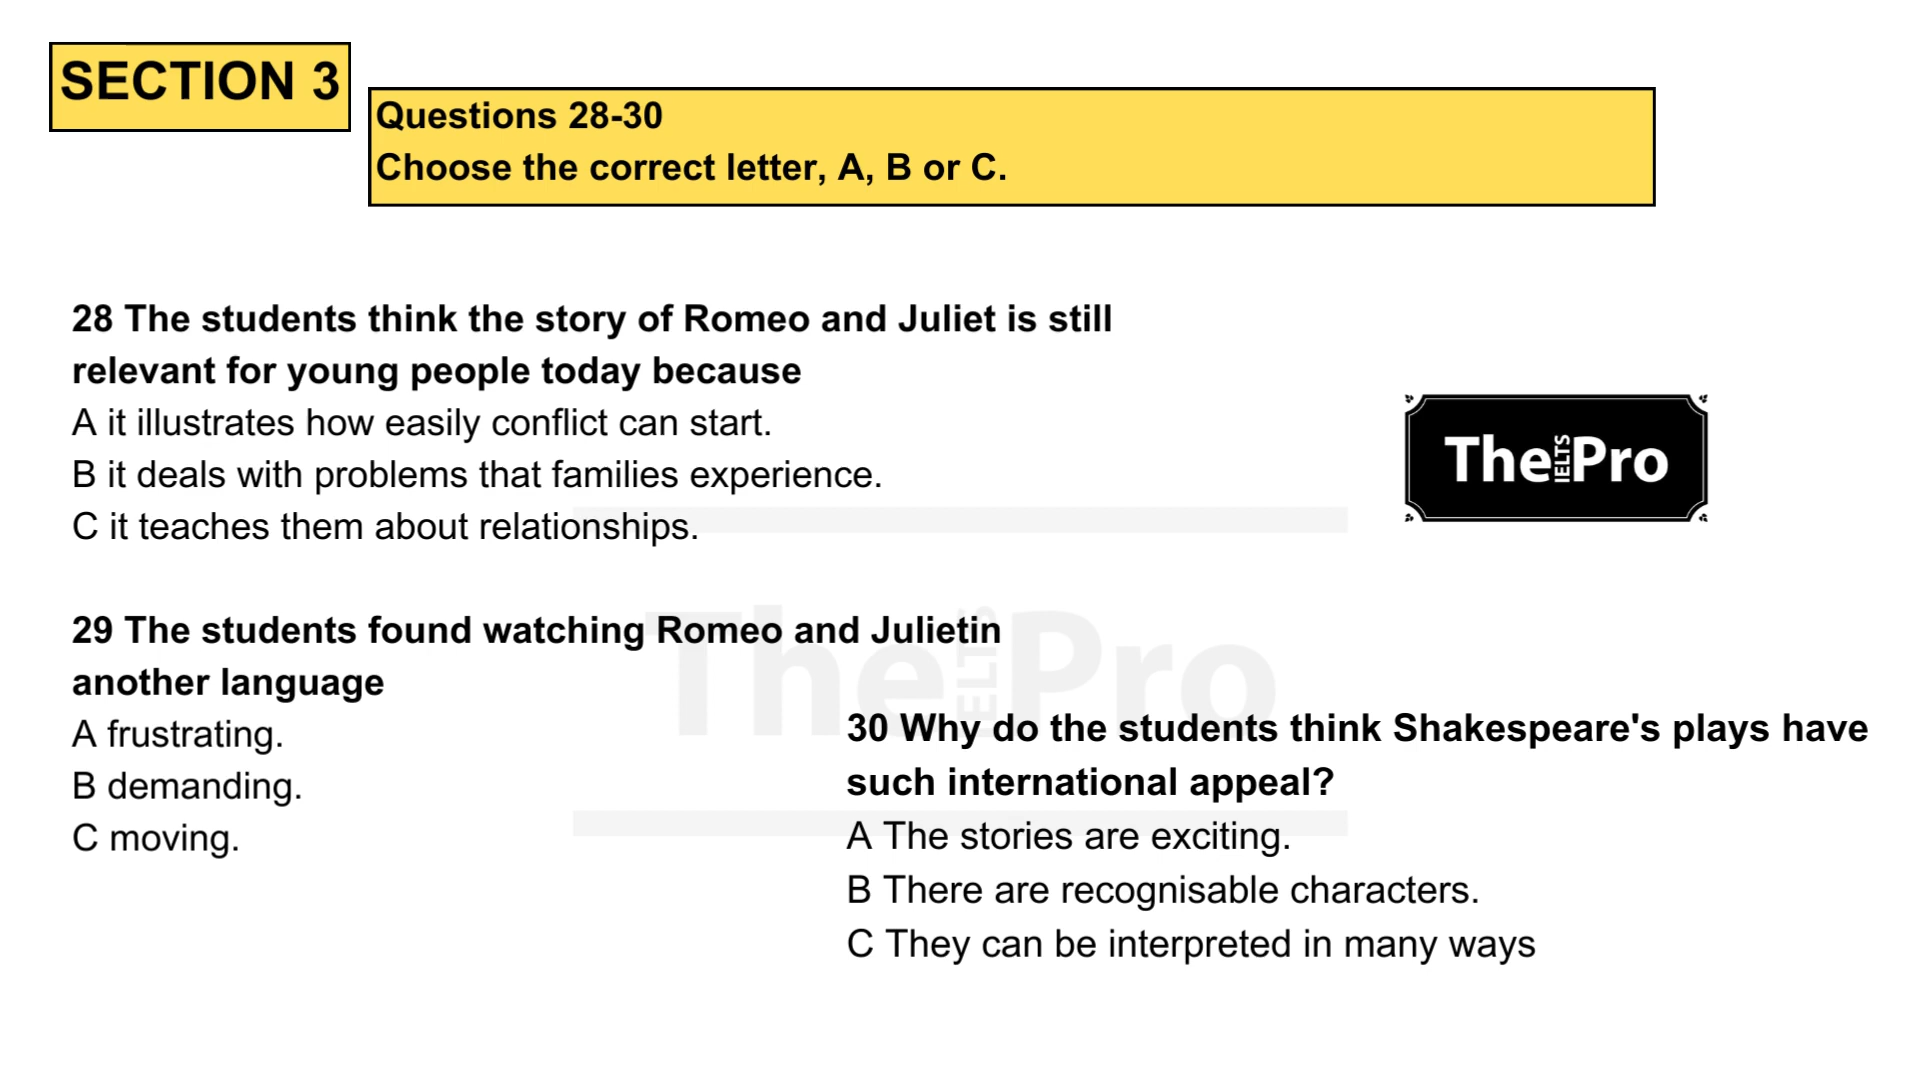 SECTION 3
Questions 28-30
Choose the correct letter, A, B or C.
28 The students think the story of Romeo and Juliet is still
relevant for young people today because
A it illustrates how easily conflict can start.
B it deals with problems that families experience.
C it teaches them about relationships.
The IELTS Pro
29 The students found watching Romeo and Julietin
another language
A frustrating.
B demanding.
C moving.
The IELTS Pro
30 Why do the students think Shakespeare's plays have
such international appeal?
A The stories are exciting.
B There are recognisable characters.
C They can be interpreted in many ways